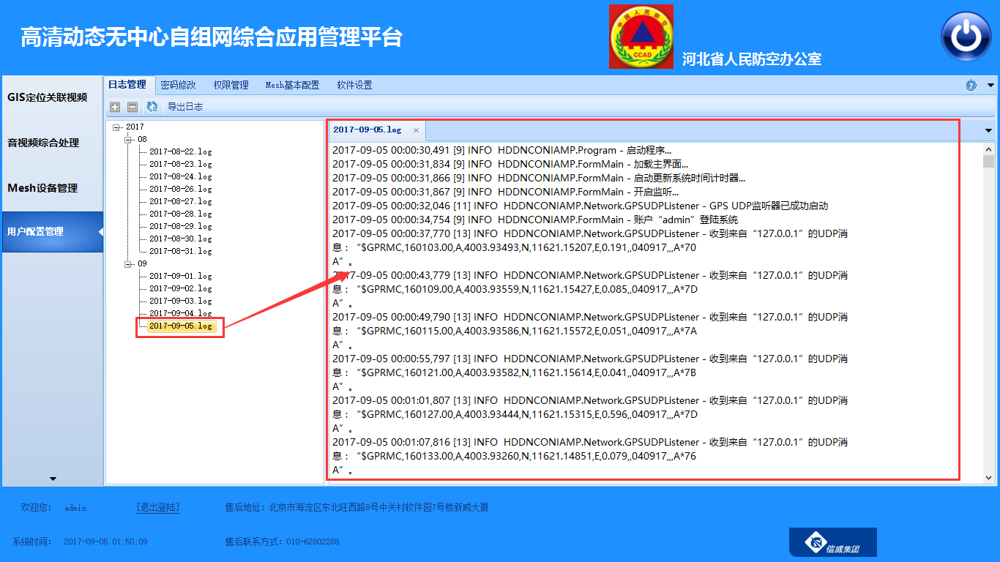 高清动态无中心自组网综合应用管理平台
中国人民防空
CCAD
河北省人民防空办公室
GIS定位关联视频
音视频综合处理
Mesh设备管理
用户配置管理
日志管理 密码修改 权限管理 Mesh基本配置 软件设置
导出日志
2017
08
2017-08-22.log
2017-08-23.log
2017-08-24.log
2017-08-26.log
2017-08-27.log
2017-08-28.log
2017-08-29.log
2017-08-30.log
2017-08-31.log
09
2017-09-01.log
2017-09-02.log
2017-09-03.log
2017-09-04.log
2017-09-05.log
2017-09-05.log ×
2017-09-05 00:00:30,491 [9] INFO HDDNCONIAMP.Program - 启动程序...
2017-09-05 00:00:31,834 [9] INFO HDDNCONIAMP.FormMain - 加载主界面...
2017-09-05 00:00:31,866 [9] INFO HDDNCONIAMP.FormMain - 启动更新系统时间计时器...
2017-09-05 00:00:31,867 [9] INFO HDDNCONIAMP.FormMain - 开启监听...
2017-09-05 00:00:32,046 [11] INFO HDDNCONIAMP.Network.GPSUDPListener - GPS UDP监听器已成功启动
2017-09-05 00:00:34,754 [9] INFO HDDNCONIAMP.FormMain - 账户“admin”登陆系统
2017-09-05 00:00:37,770 [13] INFO HDDNCONIAMP.Network.GPSUDPListener - 收到来自“127.0.0.1”的UDP消
息：“$GPRMC,160103.00,A,4003.93493,N,11621.15207,E,0.191,,040917,,,A*70
A”。
2017-09-05 00:00:43,779 [13] INFO HDDNCONIAMP.Network.GPSUDPListener - 收到来自“127.0.0.1”的UDP消
息：“$GPRMC,160109.00,A,4003.93559,N,11621.15427,E,0.085,,040917,,,A*7D
A”。
2017-09-05 00:00:49,790 [13] INFO HDDNCONIAMP.Network.GPSUDPListener - 收到来自“127.0.0.1”的UDP消
息：“$GPRMC,160115.00,A,4003.93586,N,11621.15572,E,0.051,,040917,,,A*7A
A”。
2017-09-05 00:00:55,797 [13] INFO HDDNCONIAMP.Network.GPSUDPListener - 收到来自“127.0.0.1”的UDP消
息：“$GPRMC,160121.00,A,4003.93582,N,11621.15614,E,0.041,,040917,,,A*7B
A”。
2017-09-05 00:01:01,807 [13] INFO HDDNCONIAMP.Network.GPSUDPListener - 收到来自“127.0.0.1”的UDP消
息：“$GPRMC,160127.00,A,4003.93444,N,11621.15315,E,0.596,,040917,,,A*7D
A”。
2017-09-05 00:01:07,816 [13] INFO HDDNCONIAMP.Network.GPSUDPListener - 收到来自“127.0.0.1”的UDP消
息：“$GPRMC,160133.00,A,4003.93260,N,11621.14851,E,0.079,,040917,,,A*76
A”。
欢迎您： admin [退出登陆] 售后地址：北京市海淀区东北旺西路8号中关村软件园7号楼新威大厦
系统时间： 2017-09-05 01:50:09 售后联系方式：010-62802288
信威集团